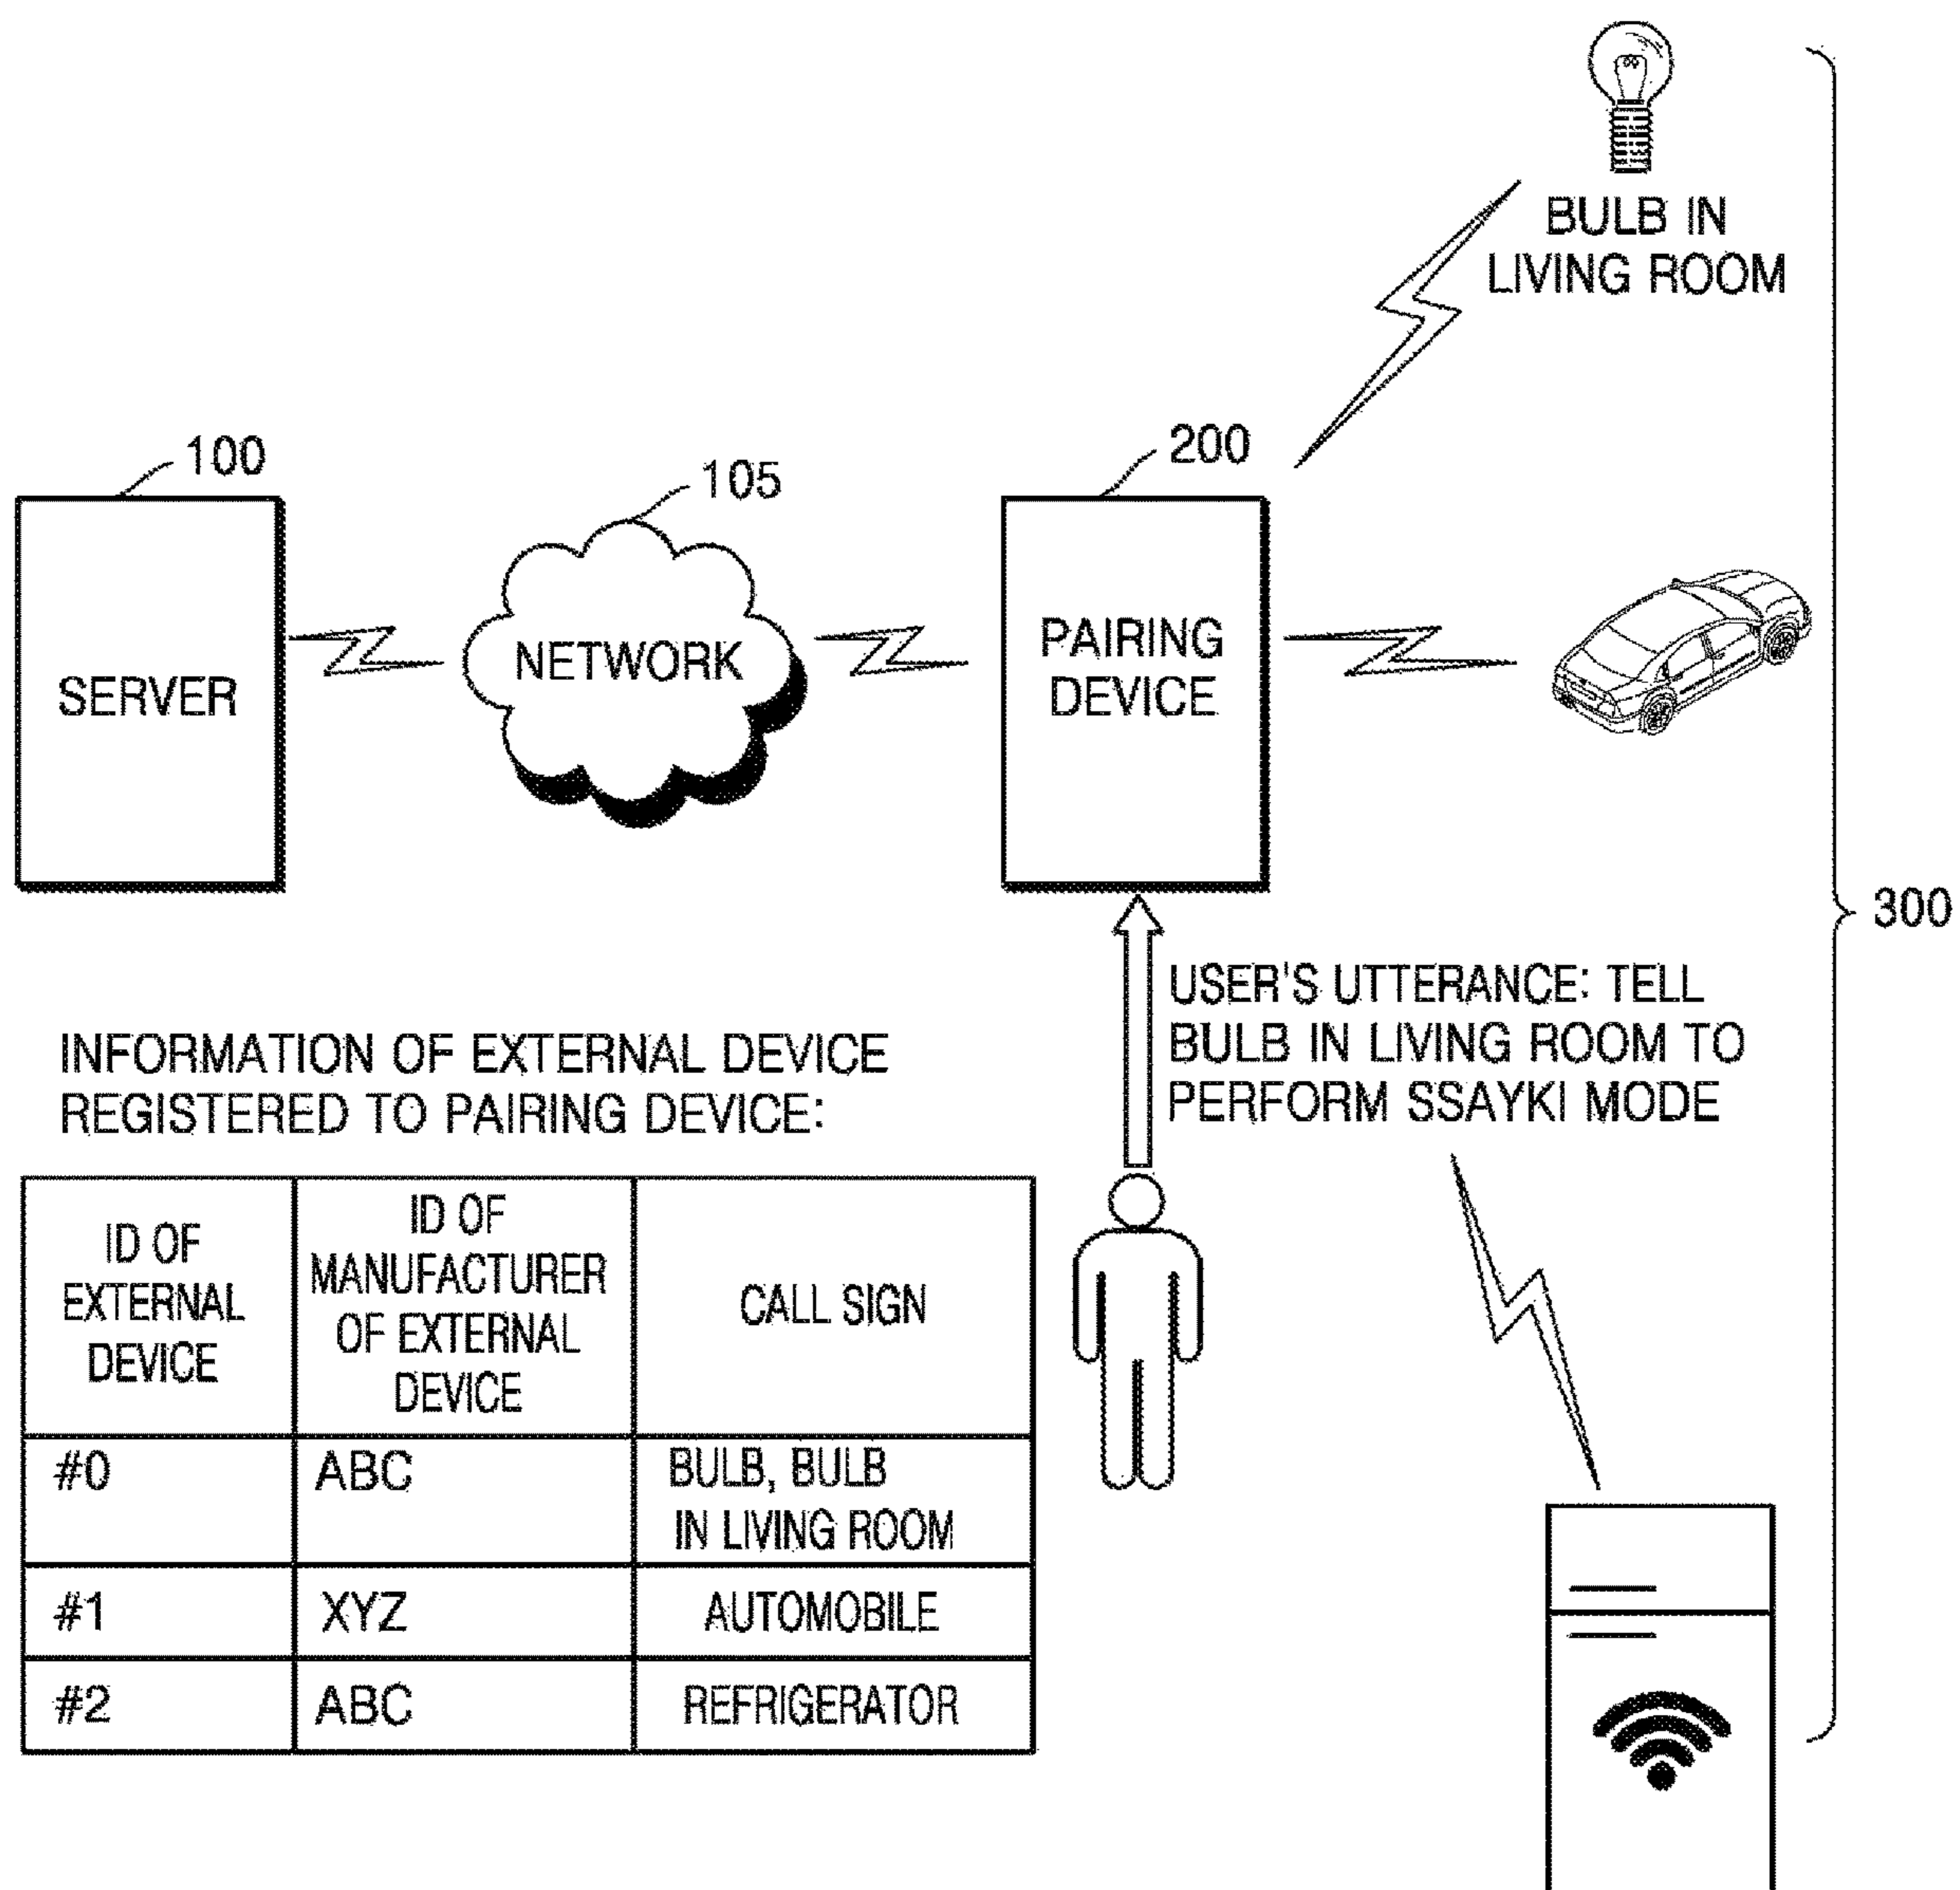 BULB IN
LIVING ROOM
100
105
200
SERVER
NETWORK
PAIRING
DEVICE
300
USER'S UTTERANCE: TELL
BULB IN LIVING ROOM TO
PERFORM SSAYKI MODE
INFORMATION OF EXTERNAL DEVICE
REGISTERED TO PAIRING DEVICE:
ID OF
EXTERNAL
DEVICE
ID OF
MANUFACTURER
OF EXTERNAL
DEVICE
CALL SIGN
#0
ABC
BULB, BULB
IN LIVING ROOM
#1
XYZ
AUTOMOBILE
#2
ABC
REFRIGERATOR